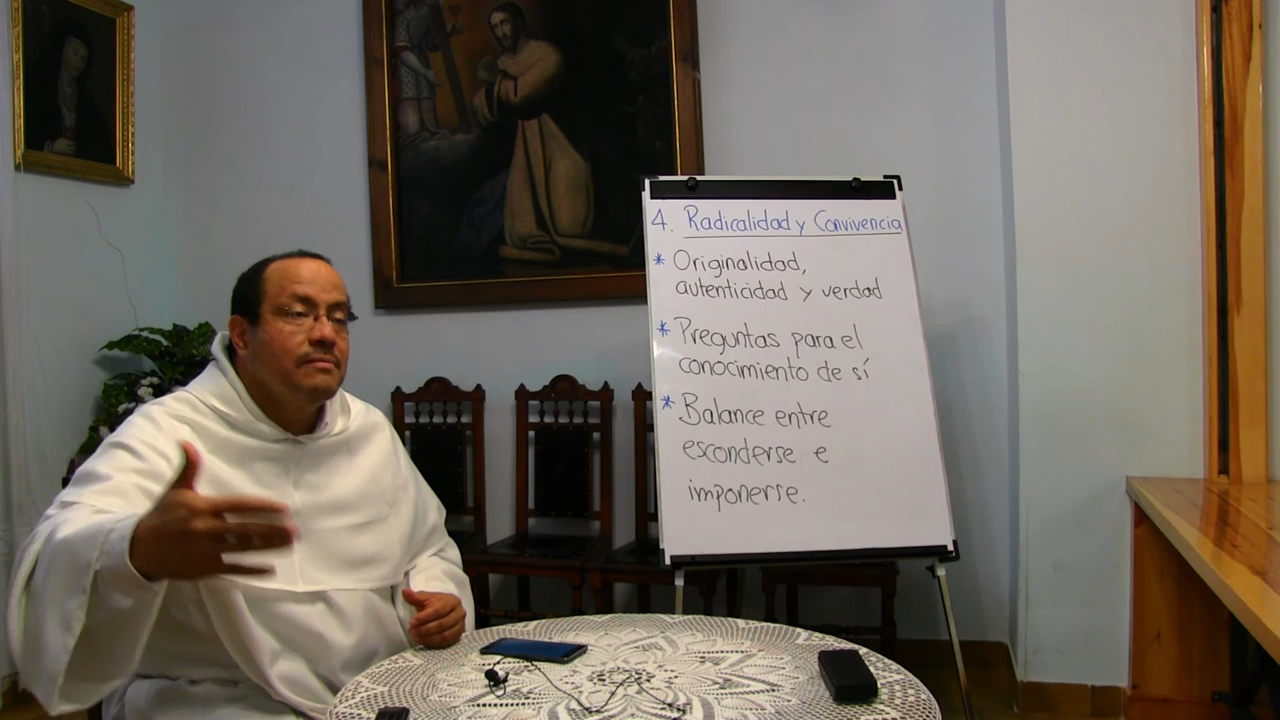 4. Radicalidad y Convivencia
* Originalidad,
autenticidad y verdad
* Preguntas para el
conocimiento de sí
* Balance entre
esconderse e
imponerse.